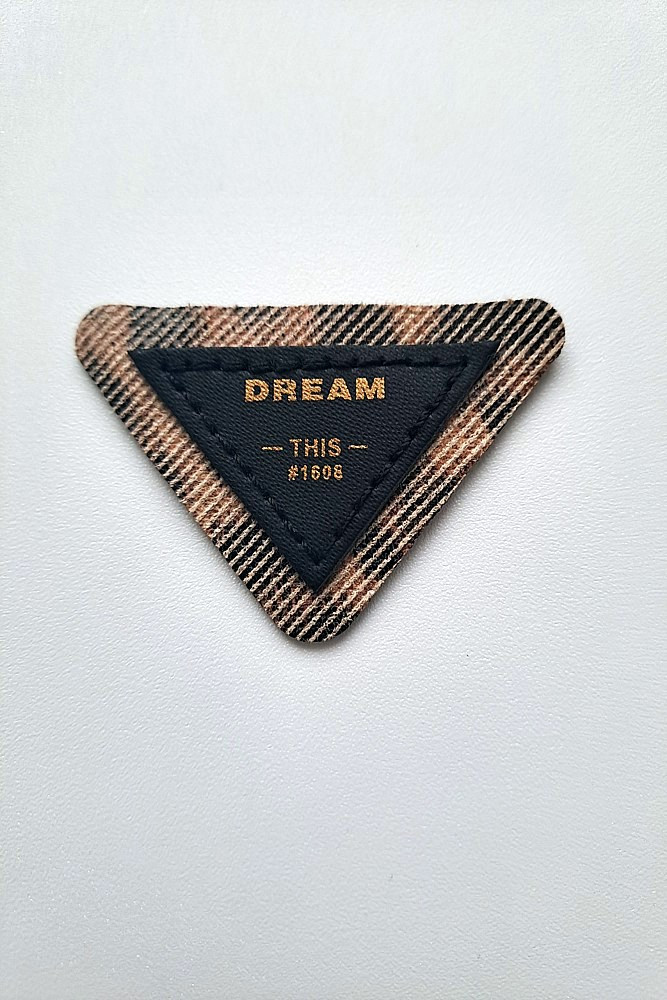 DREAM
— THIS —
#1608